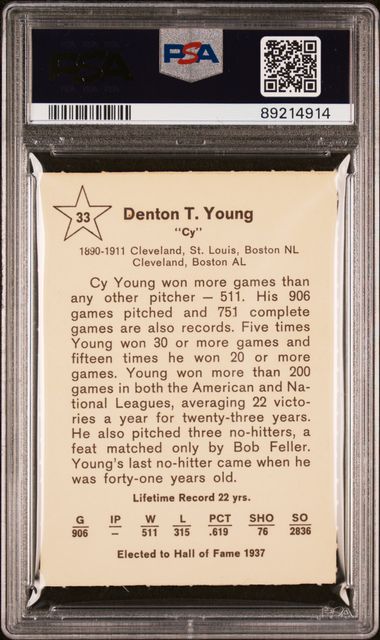 PSA
PSA
89214914
33
Denton T. Young
"Cy"
1890-1911 Cleveland, St. Louis, Boston NL
Cleveland, Boston AL
Cy Young won more games than
any other pitcher — 511. His 906
games pitched and 751 complete
games are also records. Five times
Young won 30 or more games and
fifteen times he won 20 or more
games. Young won more than 200
games in both the American and Na-
tional Leagues, averaging 22 victo-
ries a year for twenty-three years.
He also pitched three no-hitters, a
feat matched only by Bob Feller.
Young's last no-hitter came when he
was forty-one years old.
Lifetime Record 22 yrs.
G IP W L PCT SHO SO
906 — 511 315 .619 76 2836
Elected to Hall of Fame 1937